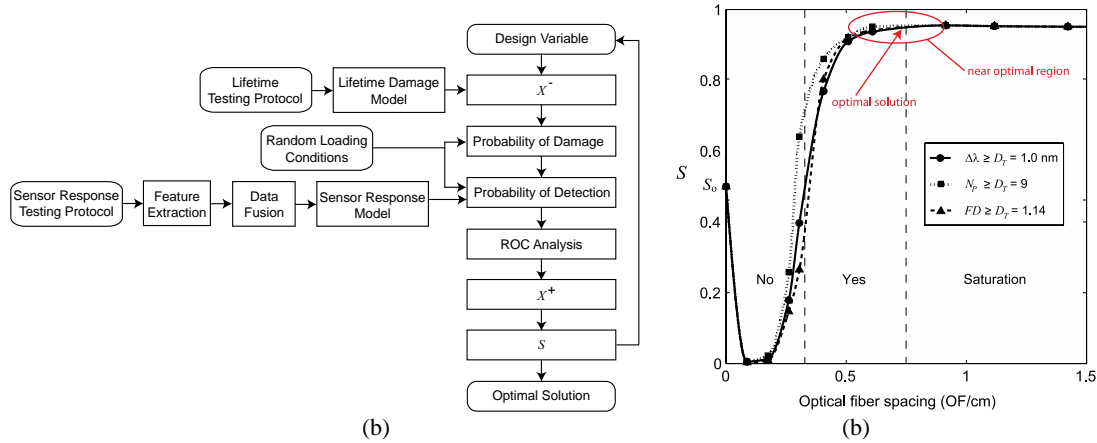 (b)
Design Variable
Lifetime
Testing Protocol
Lifetime Damage
Model
X⁻
Random Loading
Conditions
Probability of Damage
Sensor Response
Testing Protocol
Feature
Extraction
Data
Fusion
Sensor Response
Model
Probability of Detection
ROC Analysis
X⁺
S
Optimal Solution
(b)
1
0.8
0.6
S S₀
0.4
0.2
0
near optimal region
optimal solution
Δλ ≥ D_T = 1.0 nm
N_P ≥ D_T = 9
FD ≥ D_T = 1.14
No
Yes
Saturation
0
0.5
1
1.5
Optical fiber spacing (OF/cm)
(b)
(b)